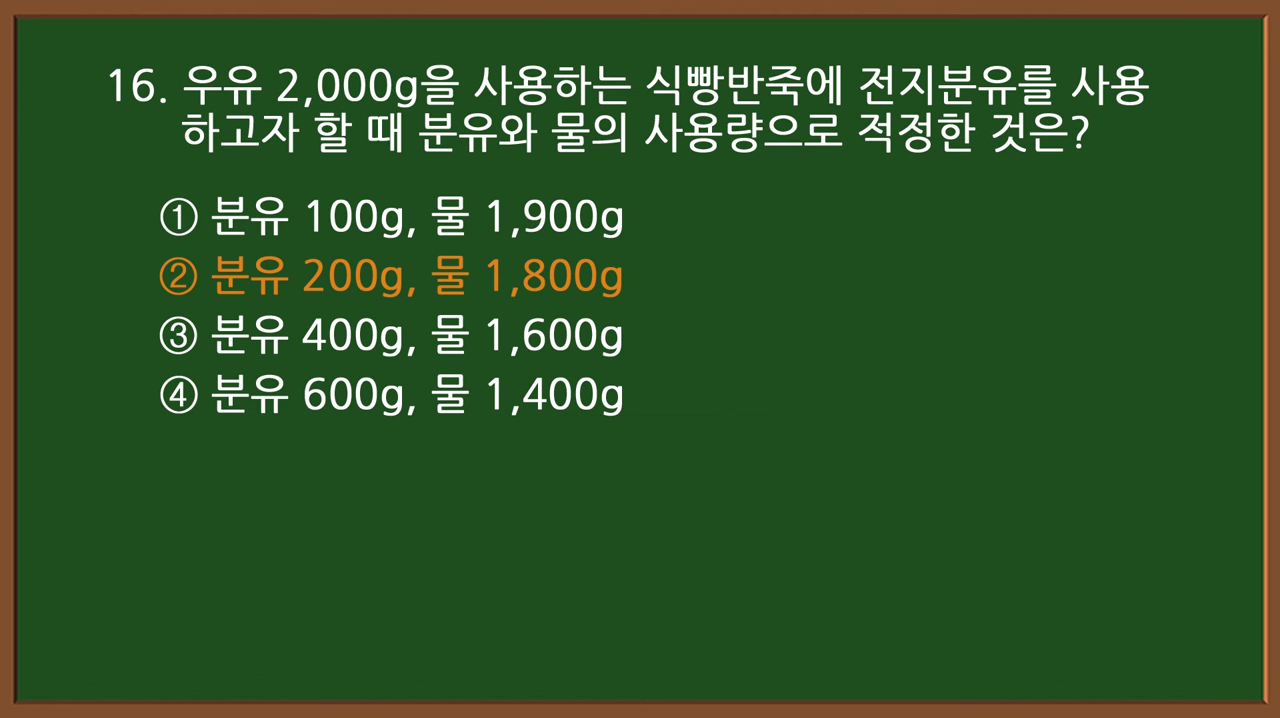 16. 우유 2,000g을 사용하는 식빵반죽에 전지분유를 사용
하고자 할 때 분유와 물의 사용량으로 적정한 것은?
① 분유 100g, 물 1,900g
② 분유 200g, 물 1,800g
③ 분유 400g, 물 1,600g
④ 분유 600g, 물 1,400g